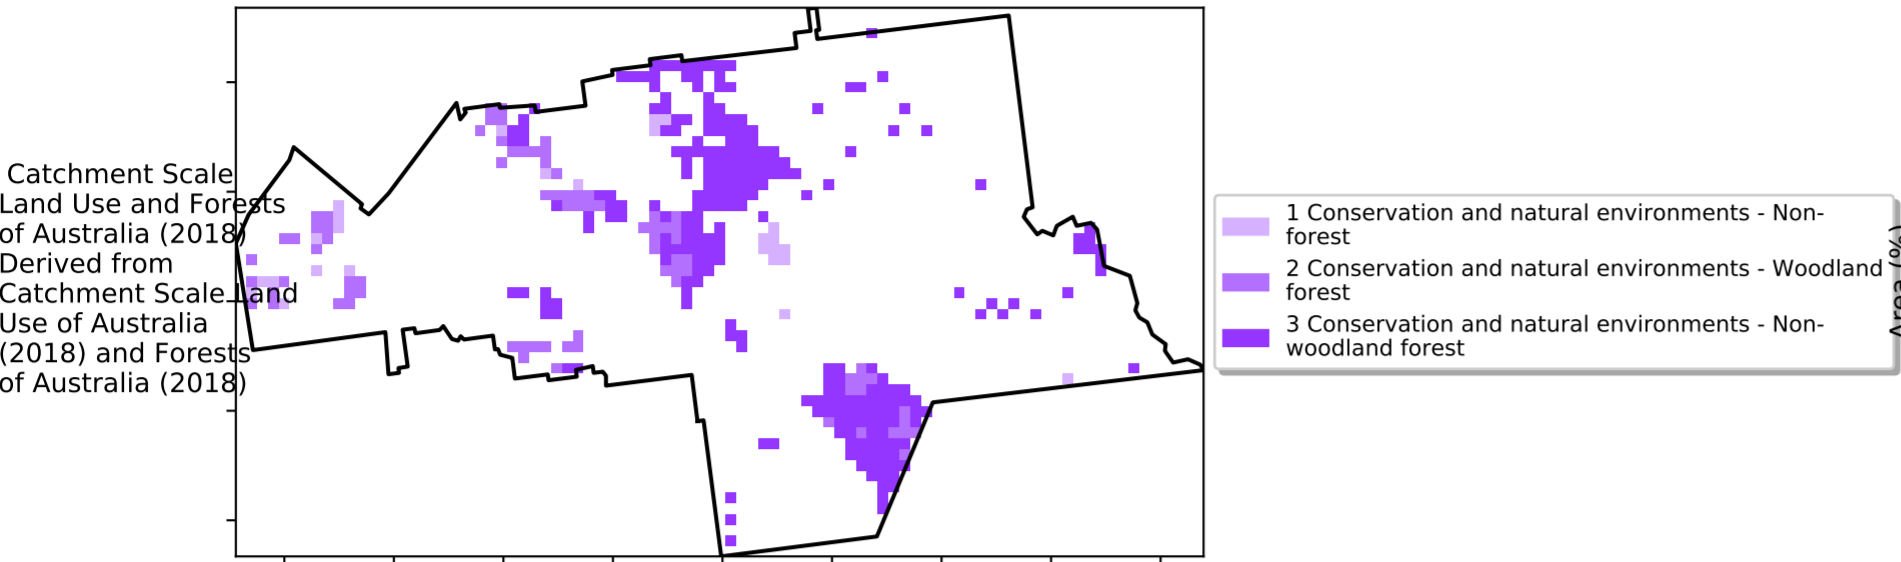 Catchment Scale
Land Use and Forests
of Australia (2018)
Derived from
Catchment Scale Land
Use of Australia
(2018) and Forests
of Australia (2018)
1 Conservation and natural environments - Non-
forest
2 Conservation and natural environments - Woodland
forest
3 Conservation and natural environments - Non-
woodland forest